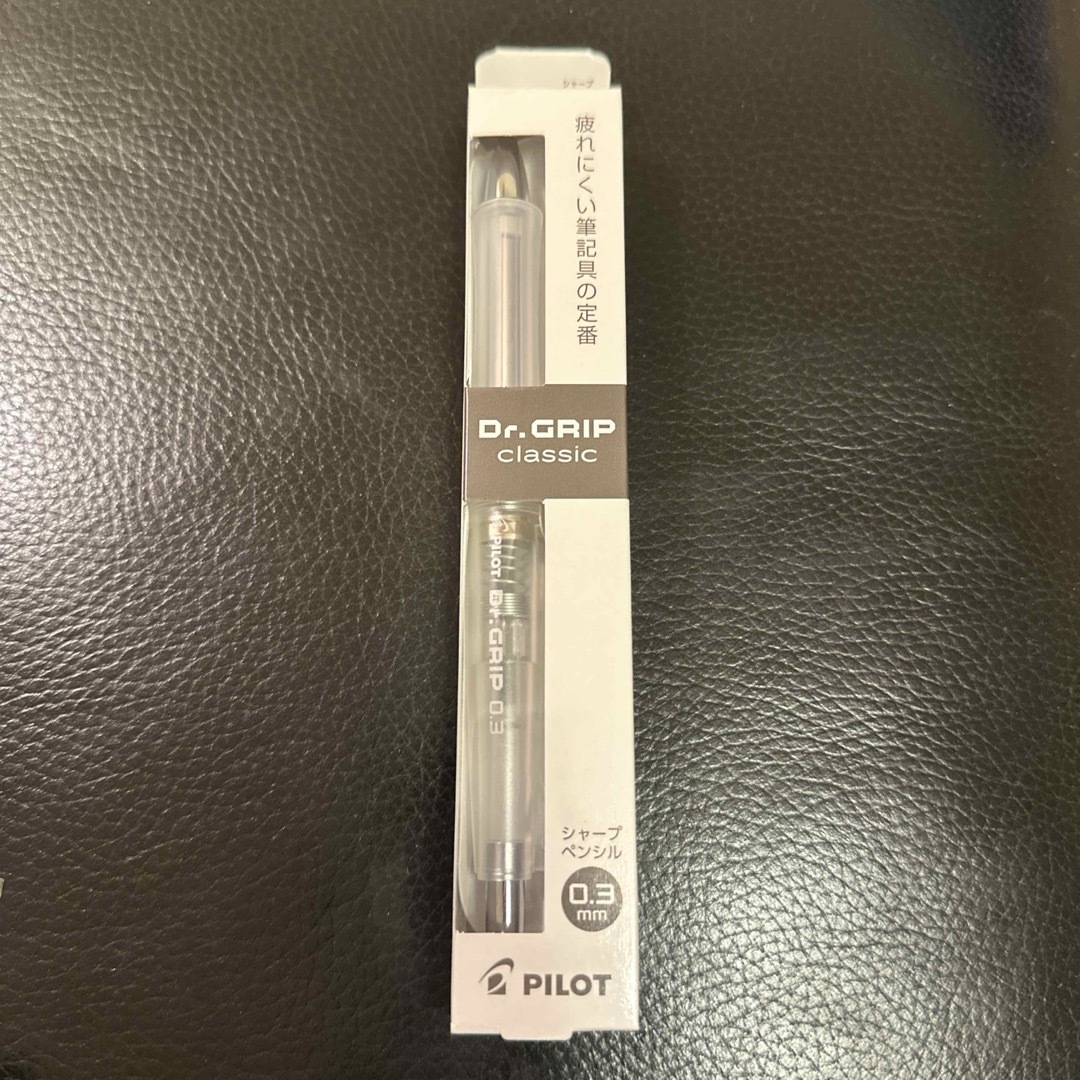 シャープ
疲れにくい筆記具の定番
Dr.GRIP
classic
PILOT Dr.GRIP 0.3
シャープ
ペンシル
0.3
mm
PILOT